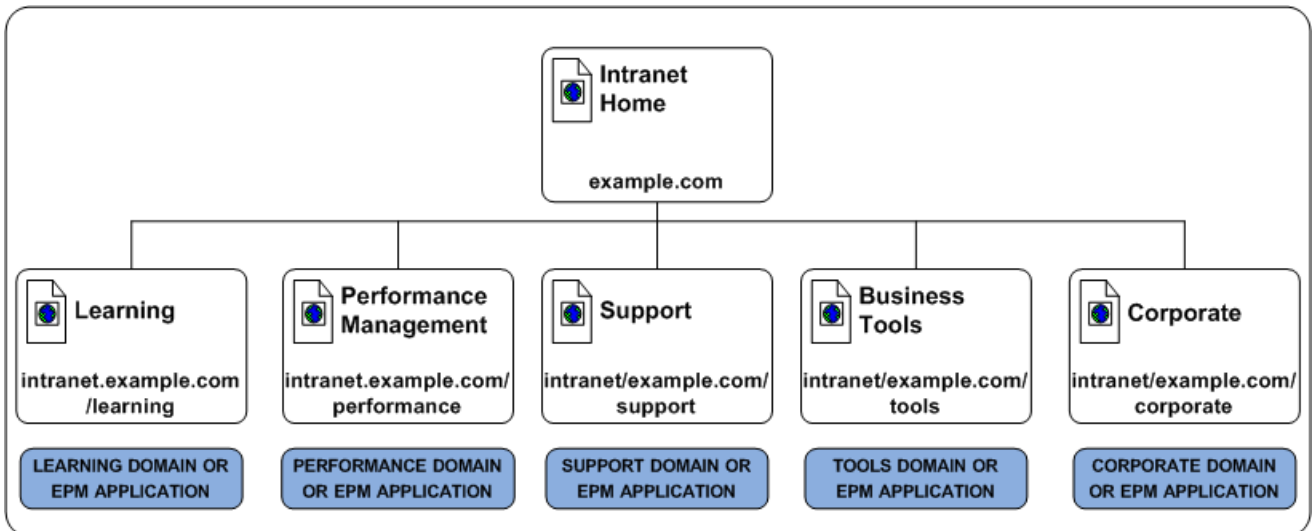 Intranet
Home
example.com
Learning
intranet.example.com
/learning
Performance
Management
intranet.example.com/
performance
Support
intranet/example.com/
support
Business
Tools
intranet/example.com/
tools
Corporate
intranet/example.com/
corporate
LEARNING DOMAIN OR
EPM APPLICATION
PERFORMANCE DOMAIN
OR EPM APPLICATION
SUPPORT DOMAIN OR
EPM APPLICATION
TOOLS DOMAIN OR
EPM APPLICATION
CORPORATE DOMAIN
OR EPM APPLICATION